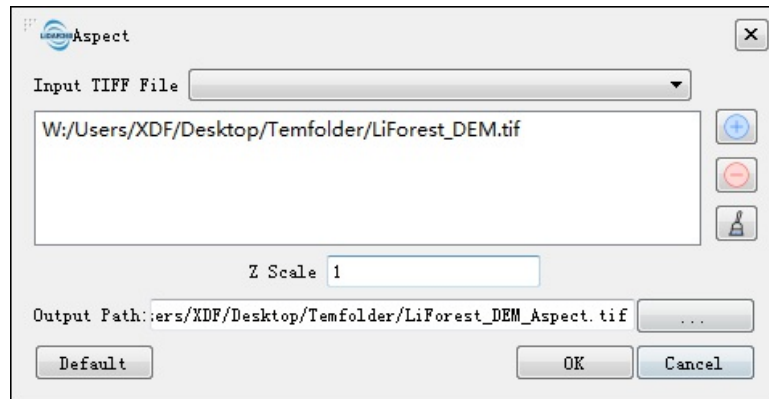 Aspect
Input TIFF File
W:/Users/XDF/Desktop/Temfolder/LiForest_DEM.tif
Z Scale 1
Output Path: ers/XDF/Desktop/Temfolder/LiForest_DEM_Aspect.tif ...
Default OK Cancel